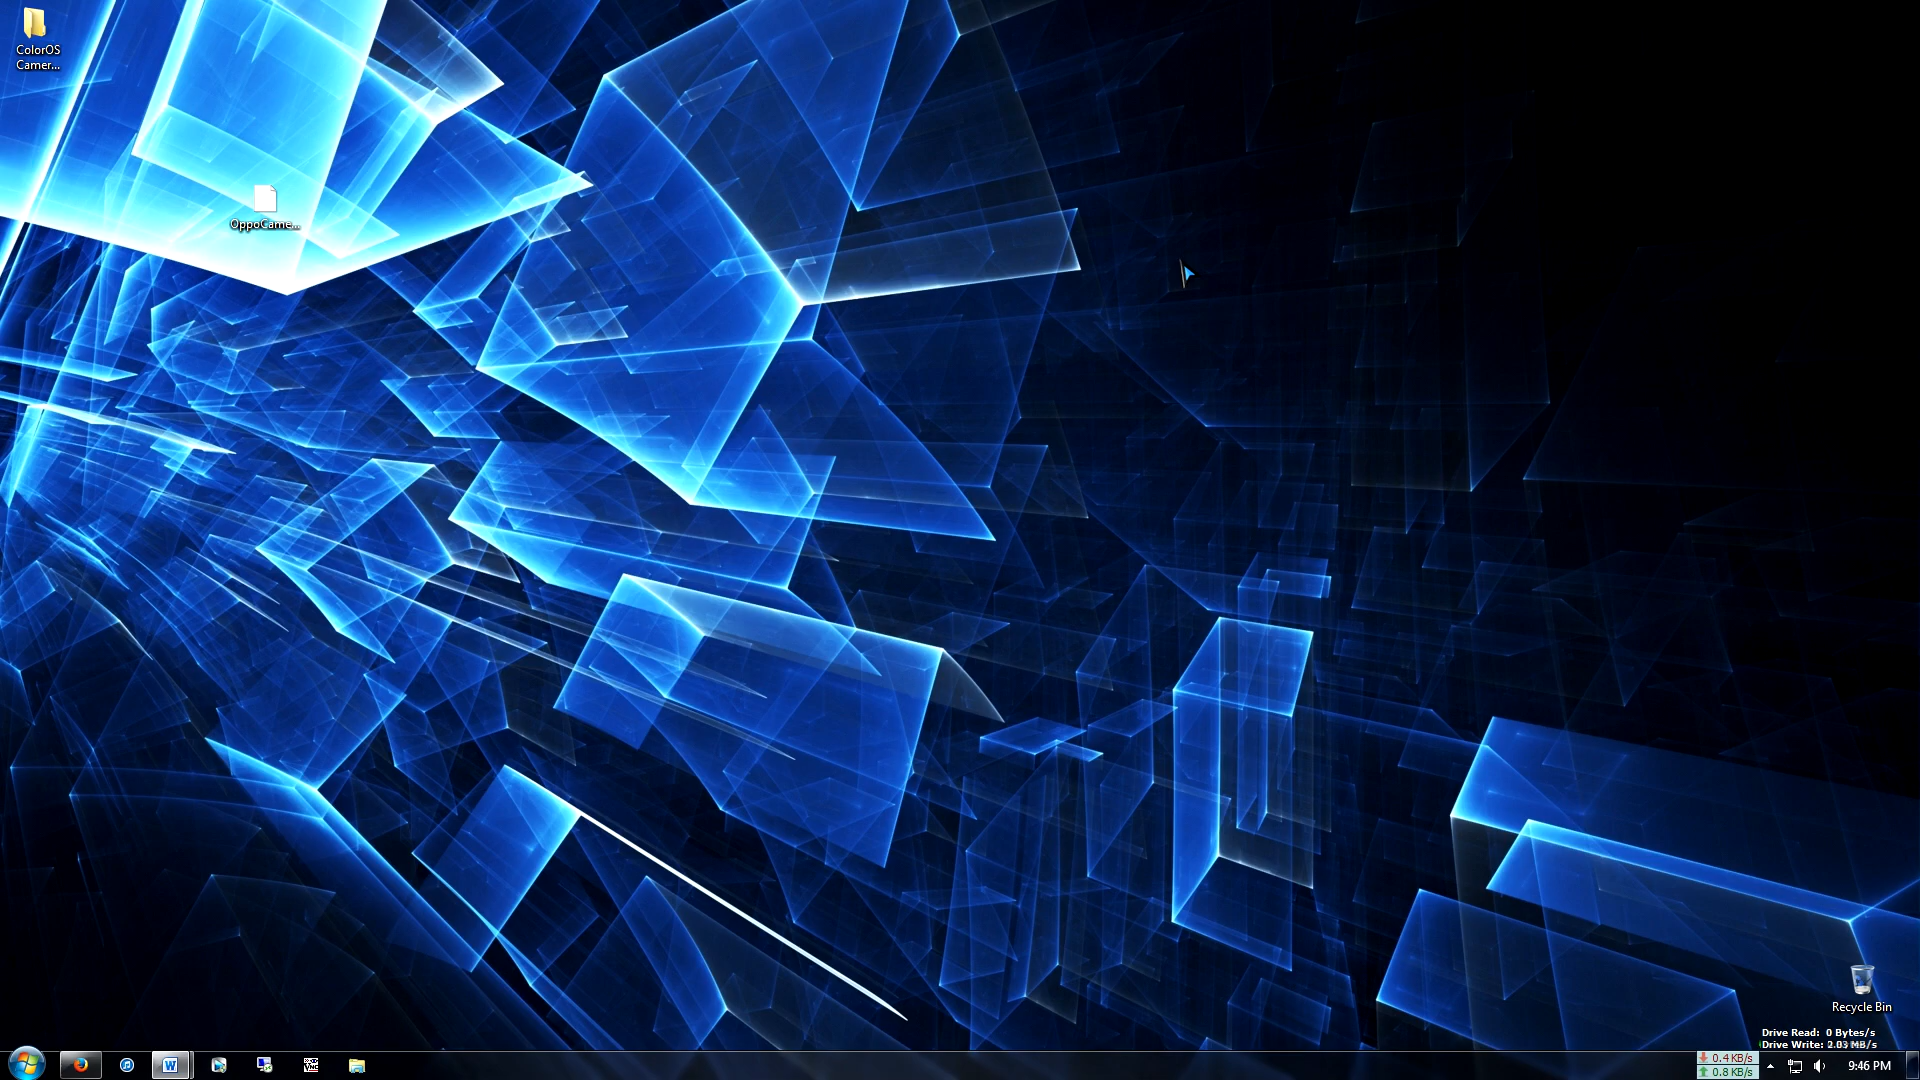 ColorOS
Camer...
OppoCame...
Recycle Bin
Drive Read: 0 Bytes/s
Drive Write: 2.03 MB/s
0.4 KB/s
0.8 KB/s
9:46 PM
W